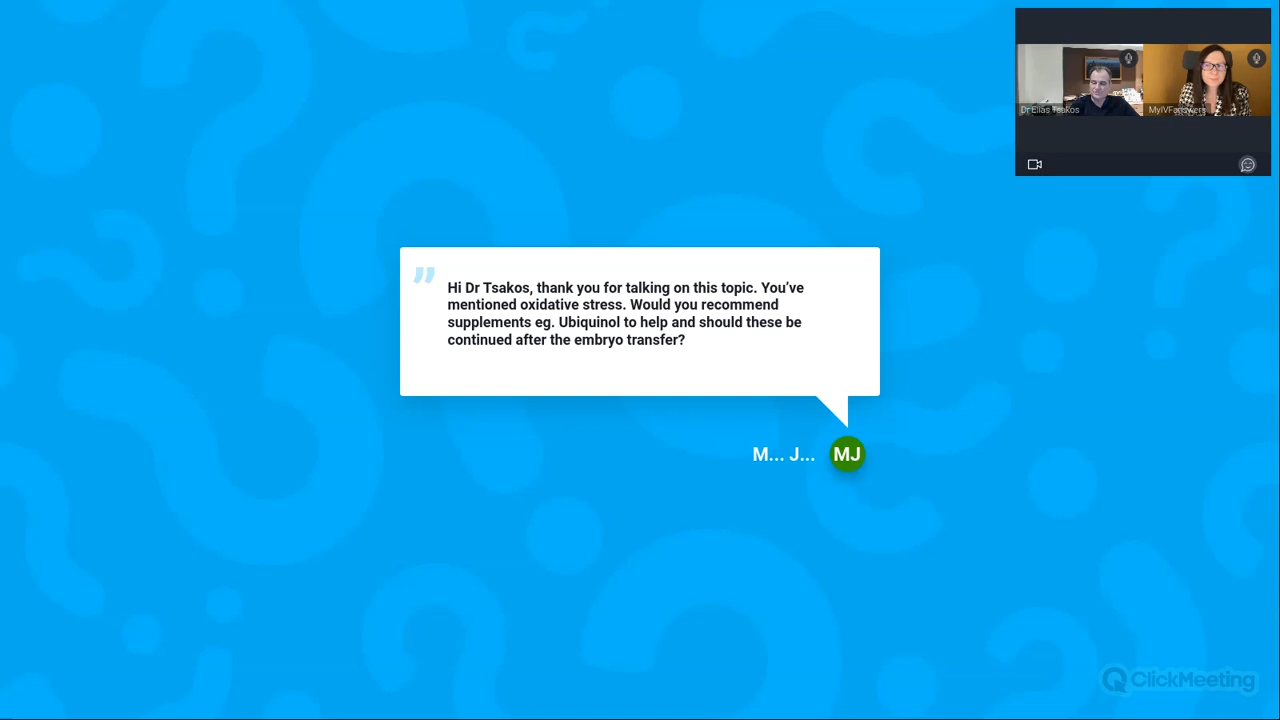 Dr Elias Tsakos
MyIVFanswers
Hi Dr Tsakos, thank you for talking on this topic. You’ve
mentioned oxidative stress. Would you recommend
supplements eg. Ubiquinol to help and should these be
continued after the embryo transfer?
M... J...
MJ
ClickMeeting